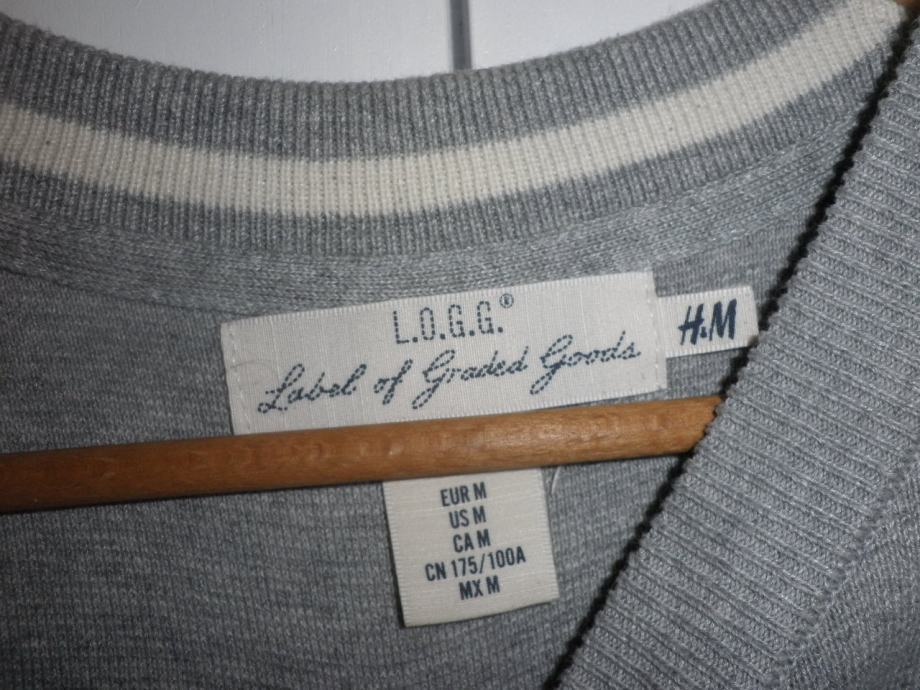 L.O.G.G.®
Label of Graded Goods
H&M
EUR M
US M
CA M
CN 175/100A
MX M